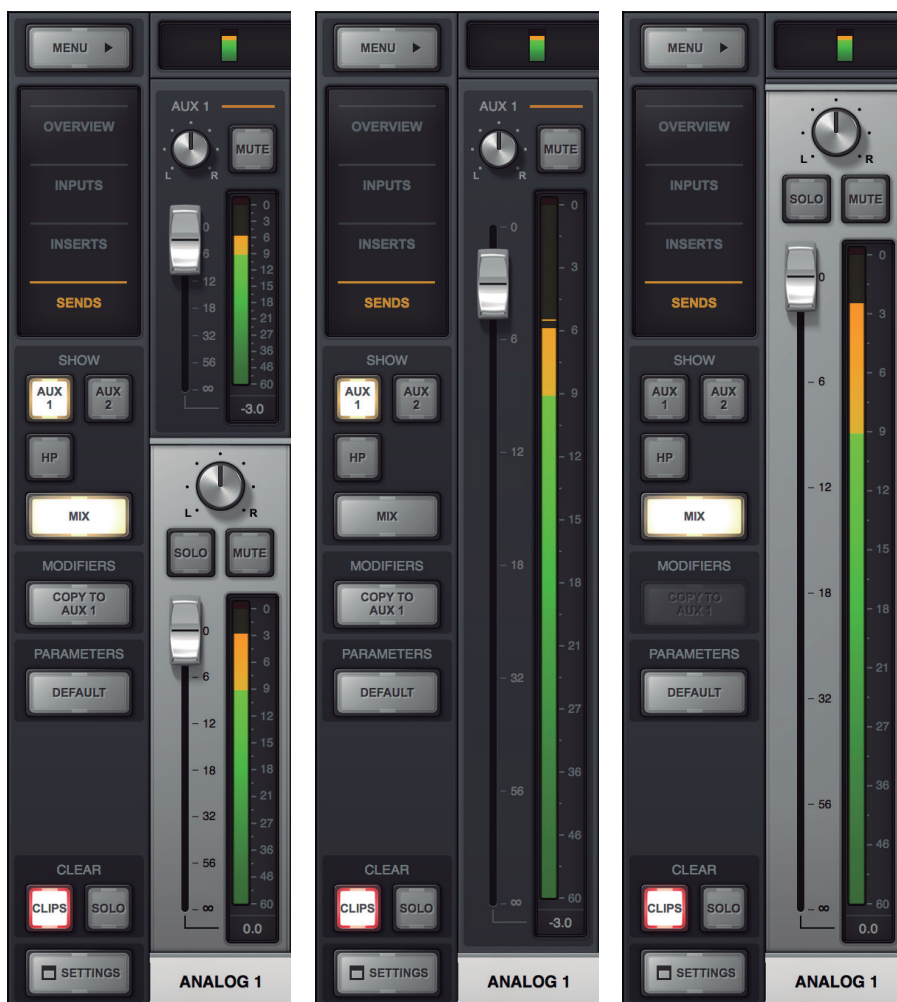 MENU
OVERVIEW
INPUTS
INSERTS
SENDS
SHOW
AUX 1
AUX 2
HP
MIX
MODIFIERS
COPY TO AUX 1
PARAMETERS
DEFAULT
CLEAR
CLIPS
SOLO
SETTINGS
AUX 1
L R
MUTE
0
6
12
18
32
56
∞
0
3
6
9
12
15
18
21
27
36
46
60
-3.0
L R
SOLO
MUTE
0
6
12
18
32
56
∞
0
3
6
9
12
15
18
21
27
36
46
60
0.0
ANALOG 1
MENU
OVERVIEW
INPUTS
INSERTS
SENDS
SHOW
AUX 1
AUX 2
HP
MIX
MODIFIERS
COPY TO AUX 1
PARAMETERS
DEFAULT
CLEAR
CLIPS
SOLO
SETTINGS
AUX 1
L R
MUTE
0
6
12
18
32
56
∞
0
3
6
9
12
15
18
21
27
36
46
60
-3.0
ANALOG 1
MENU
OVERVIEW
INPUTS
INSERTS
SENDS
SHOW
AUX 1
AUX 2
HP
MIX
MODIFIERS
COPY TO AUX 1
PARAMETERS
DEFAULT
CLEAR
CLIPS
SOLO
SETTINGS
L R
SOLO
MUTE
0
6
12
18
32
56
∞
0
3
6
9
12
15
18
21
27
36
46
60
0.0
ANALOG 1